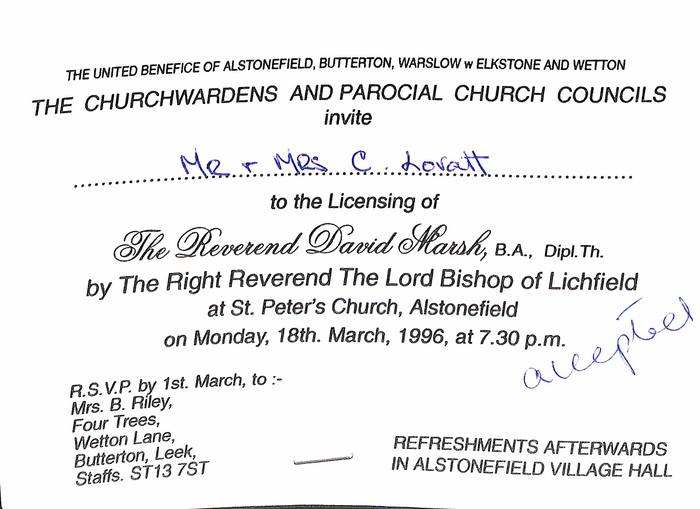 THE UNITED BENEFICE OF ALSTONEFIELD, BUTTERTON, WARSLOW w ELKSTONE AND WETTON
THE CHURCHWARDENS AND PAROCIAL CHURCH COUNCILS
invite
MR + MRS C. Lovatt
to the Licensing of
The Reverend David Marsh, B.A., Dipl.Th.
by The Right Reverend The Lord Bishop of Lichfield
at St. Peter's Church, Alstonefield
on Monday, 18th. March, 1996, at 7.30 p.m.
accepted
R.S.V.P. by 1st. March, to :-
Mrs. B. Riley,
Four Trees,
Wetton Lane,
Butterton, Leek,
Staffs. ST13 7ST
REFRESHMENTS AFTERWARDS
IN ALSTONEFIELD VILLAGE HALL